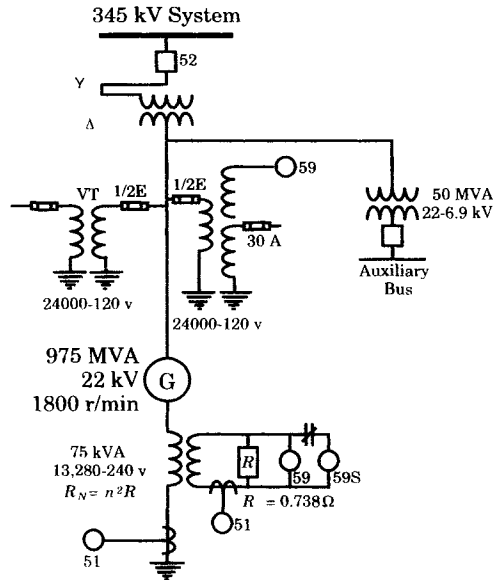 345 kV System
52
Y
Δ
59
VT
1/2E
1/2E
30 A
50 MVA
22-6.9 kV
Auxiliary
Bus
24000-120 v
24000-120 v
975 MVA
22 kV
1800 r/min
G
75 kVA
13,280-240 v
R_N = n²R
R
59
59S
R = 0.738Ω
51
51